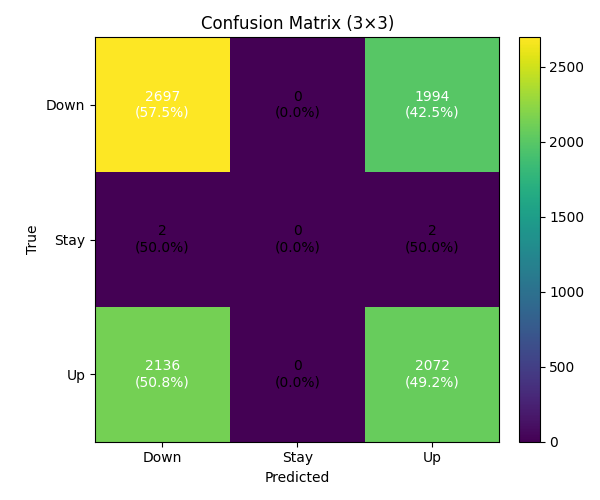 Confusion Matrix (3×3)
True
Down
2697
(57.5%)
0
(0.0%)
1994
(42.5%)
Stay
2
(50.0%)
0
(0.0%)
2
(50.0%)
Up
2136
(50.8%)
0
(0.0%)
2072
(49.2%)
Down
Stay
Up
Predicted
2500
2000
1500
1000
500
0